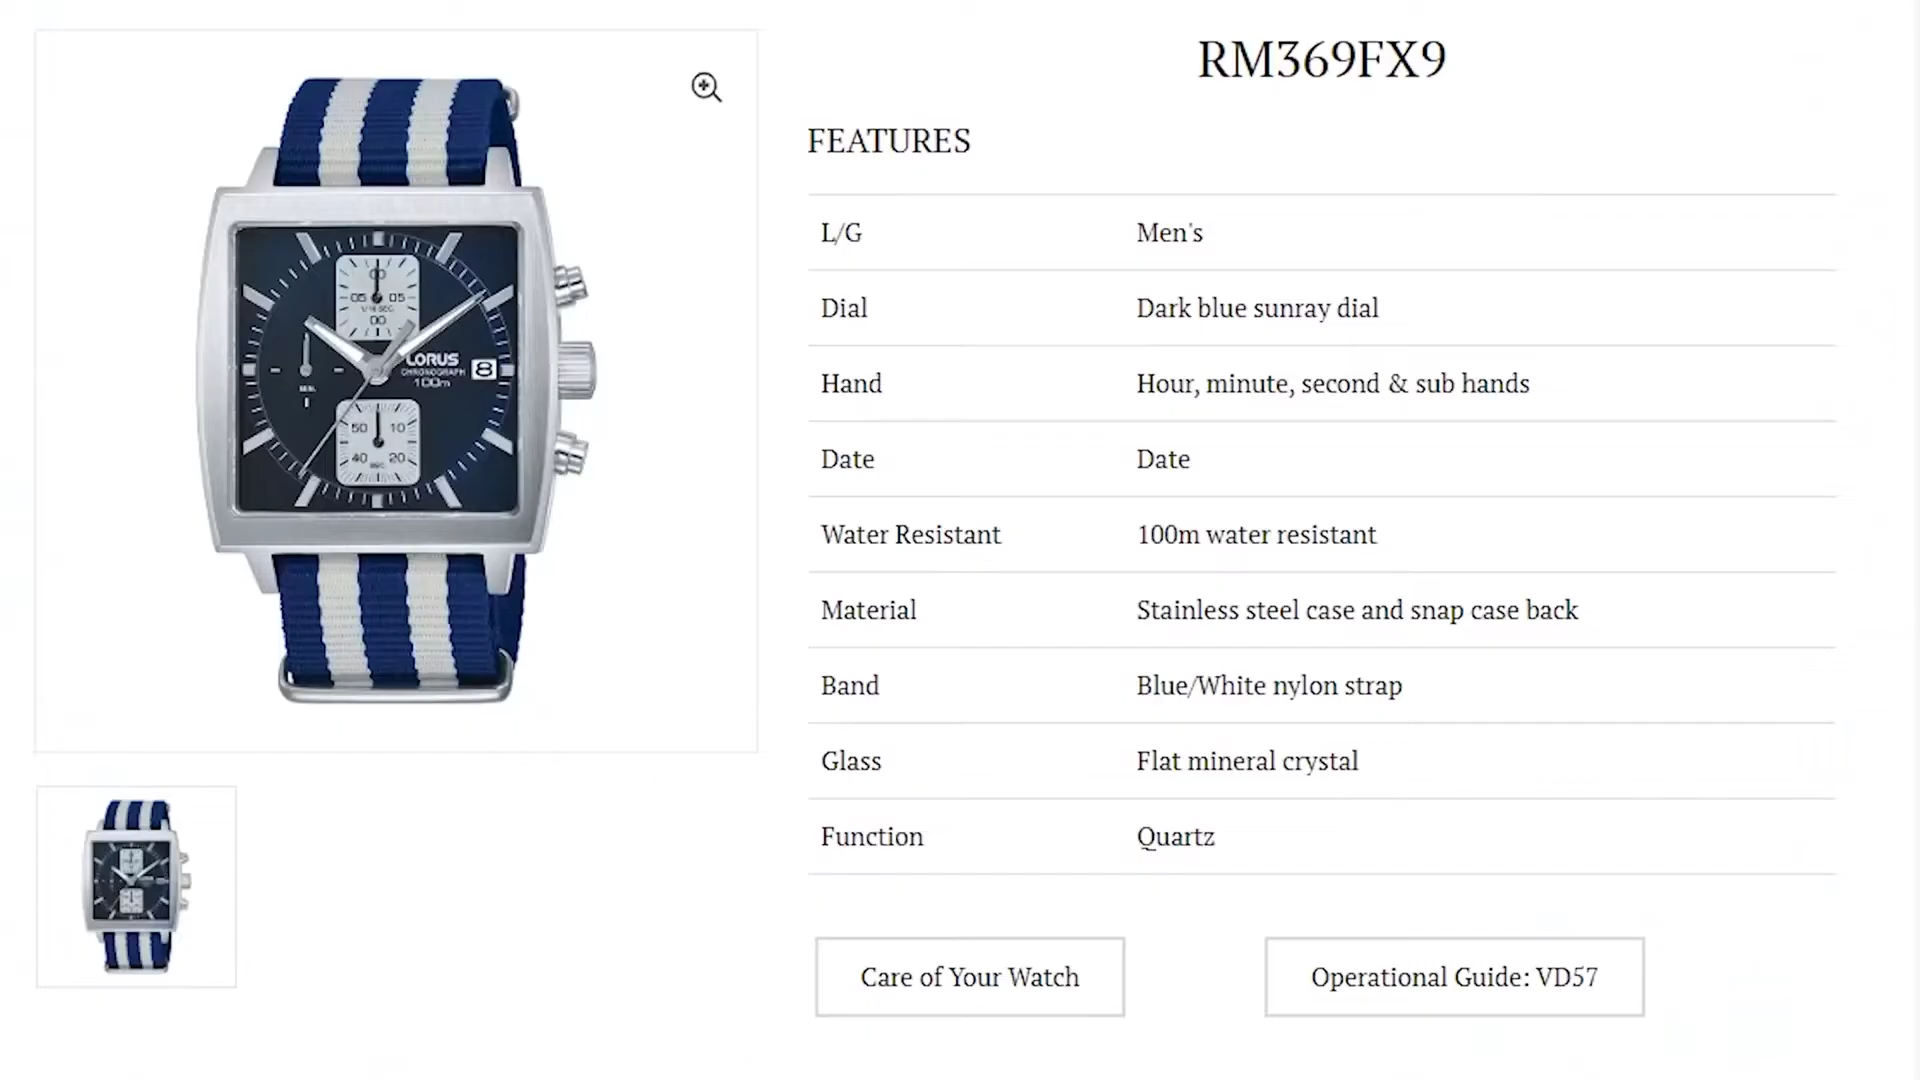 RM369FX9
FEATURES
L/G Men's
Dial Dark blue sunray dial
Hand Hour, minute, second & sub hands
Date Date
Water Resistant 100m water resistant
Material Stainless steel case and snap case back
Band Blue/White nylon strap
Glass Flat mineral crystal
Function Quartz
Care of Your Watch
Operational Guide: VD57
00
05 05
00
LORUS
CHRONOGRAPH
100m
8
MIN.
50 10
40 20
SEC.